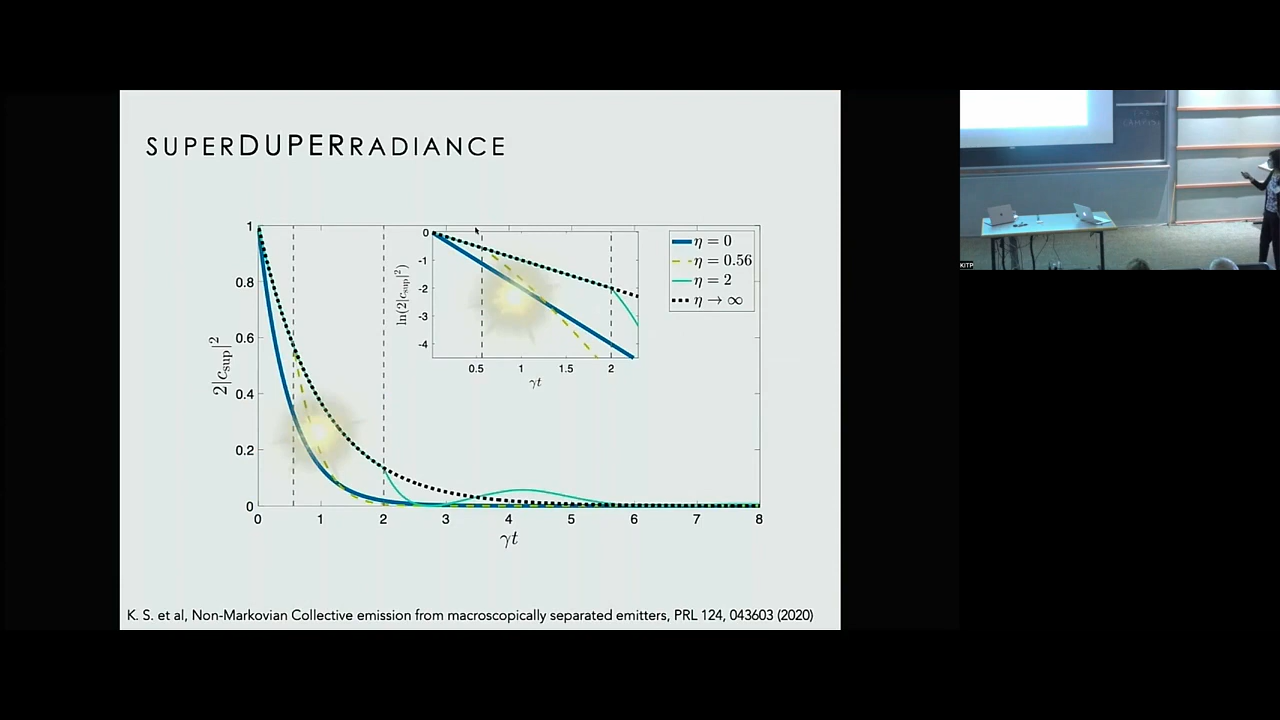 SUPERDUPERRADIANCE
1
0.8
0.6
0.4
0.2
0
2|c_sup|^2
0 1 2 3 4 5 6 7 8
γt
0
-1
-2
-3
-4
ln(2|c_sup|^2)
0.5 1 1.5 2
γt
η = 0
η = 0.56
η = 2
η → ∞
K. S. et al, Non-Markovian Collective emission from macroscopically separated emitters, PRL 124, 043603 (2020)
KITP